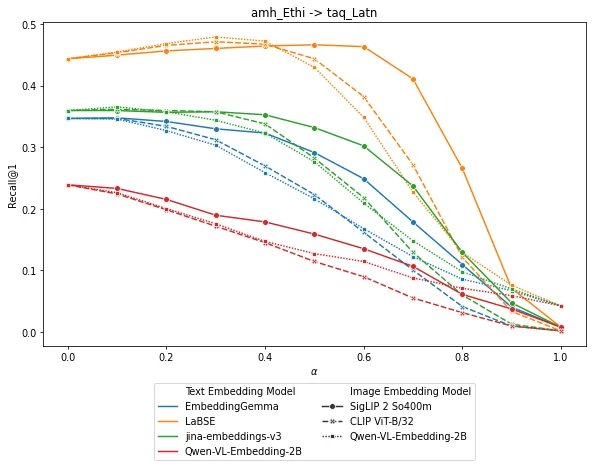 amh_Ethi -> taq_Latn
Recall@1
0.5
0.4
0.3
0.2
0.1
0.0
0.0 0.2 0.4 0.6 0.8 1.0
α
Text Embedding Model Image Embedding Model
EmbeddingGemma SigLIP 2 So400m
LaBSE CLIP ViT-B/32
jina-embeddings-v3 Qwen-VL-Embedding-2B
Qwen-VL-Embedding-2B